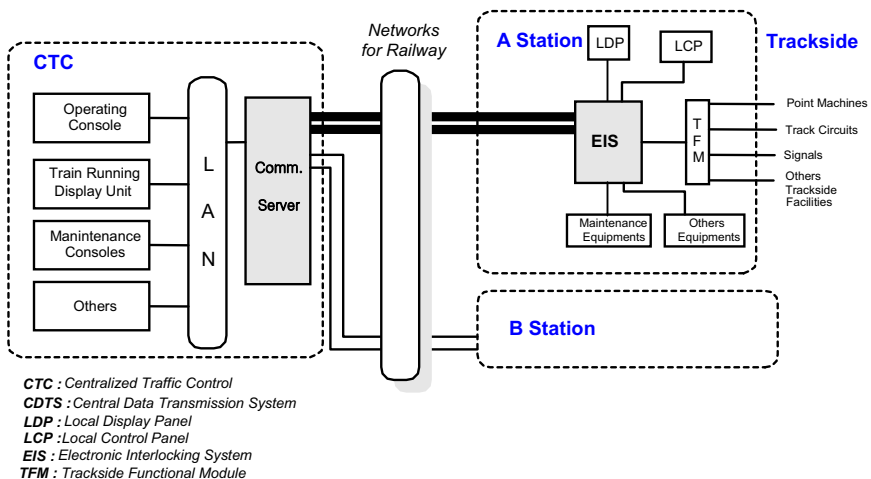 Networks
for Railway
CTC
Operating
Console
Train Running
Display Unit
Manintenance
Consoles
Others
L
A
N
Comm.
Server
A Station
LDP
LCP
EIS
T
F
M
Maintenance
Equipments
Others
Equipments
Trackside
Point Machines
Track Circuits
Signals
Others
Trackside
Facilities
B Station
CTC : Centralized Traffic Control
CDTS : Central Data Transmission System
LDP : Local Display Panel
LCP : Local Control Panel
EIS : Electronic Interlocking System
TFM : Trackside Functional Module